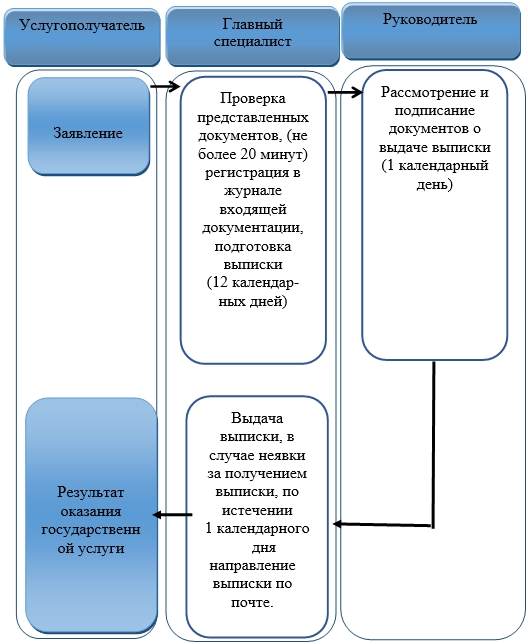 Услугополучатель
Главный
специалист
Руководитель
Заявление
Проверка
представленных
документов, (не
более 20 минут)
регистрация в
журнале
входящей
документации,
подготовка
выписки
(12 календар-
ных дней)
Рассмотрение и
подписание
документов о
выдаче выписки
(1 календарный
день)
Выдача
выписки, в
случае неявки
за получением
выписки, по
истечении
1 календарного
дня
направление
выписки по
почте.
Результат
оказания
государственн
ой услуги